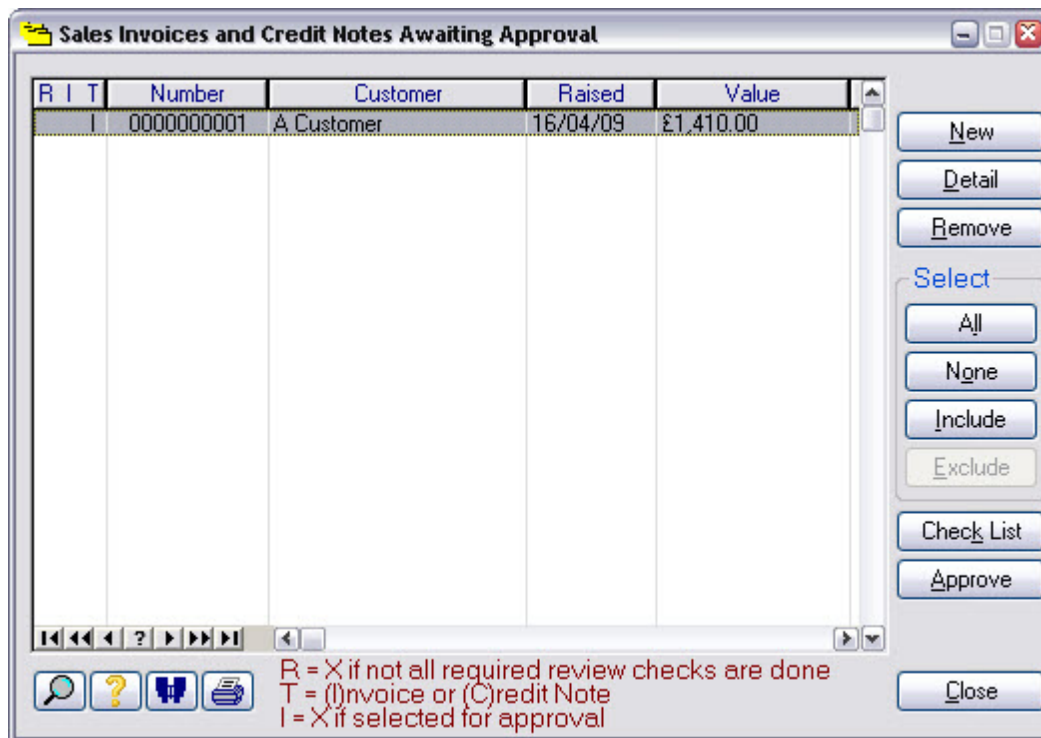 Sales Invoices and Credit Notes Awaiting Approval
R I T Number Customer Raised Value
I 0000000001 A Customer 16/04/09 £1,410.00
New
Detail
Remove
Select
All
None
Include
Exclude
Check List
Approve
?
?
R = X if not all required review checks are done
T = (I)nvoice or (C)redit Note
I = X if selected for approval
Close